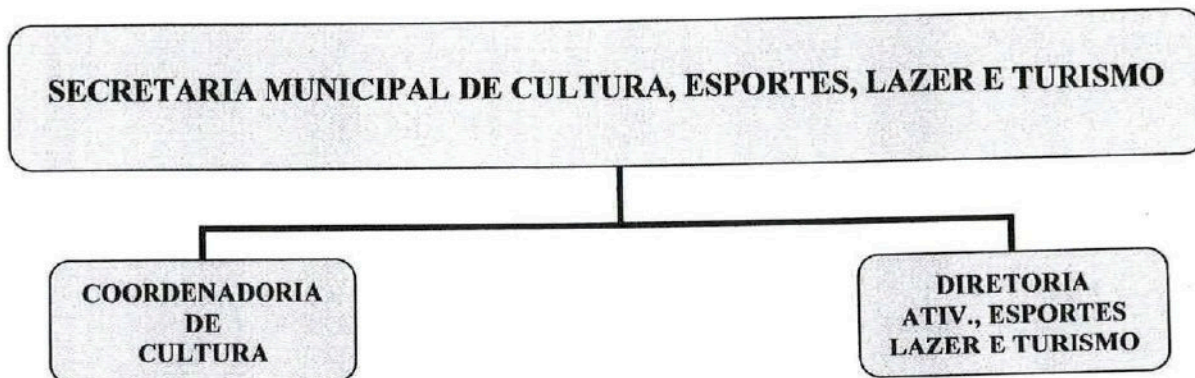 SECRETARIA MUNICIPAL DE CULTURA, ESPORTES, LAZER E TURISMO
COORDENADORIA
DE
CULTURA
DIRETORIA
ATIV., ESPORTES
LAZER E TURISMO